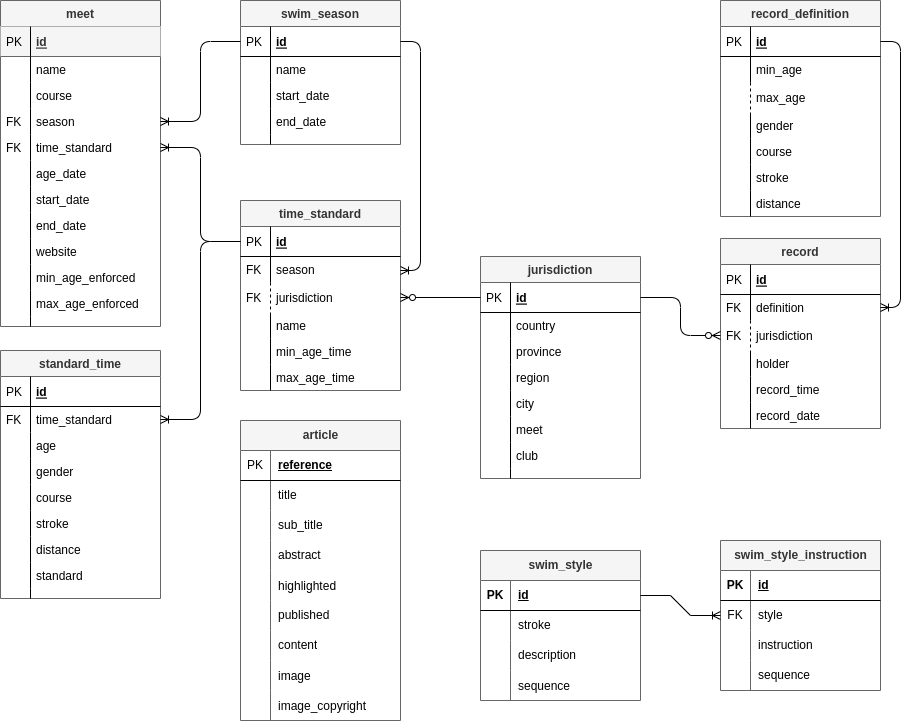 meet
PK id
name
course
FK season
FK time_standard
age_date
start_date
end_date
website
min_age_enforced
max_age_enforced
standard_time
PK id
FK time_standard
age
gender
course
stroke
distance
standard
swim_season
PK id
name
start_date
end_date
time_standard
PK id
FK season
FK jurisdiction
name
min_age_time
max_age_time
article
PK reference
title
sub_title
abstract
highlighted
published
content
image
image_copyright
jurisdiction
PK id
country
province
region
city
meet
club
swim_style
PK id
stroke
description
sequence
record_definition
PK id
min_age
max_age
gender
course
stroke
distance
record
PK id
FK definition
FK jurisdiction
holder
record_time
record_date
swim_style_instruction
PK id
FK style
instruction
sequence